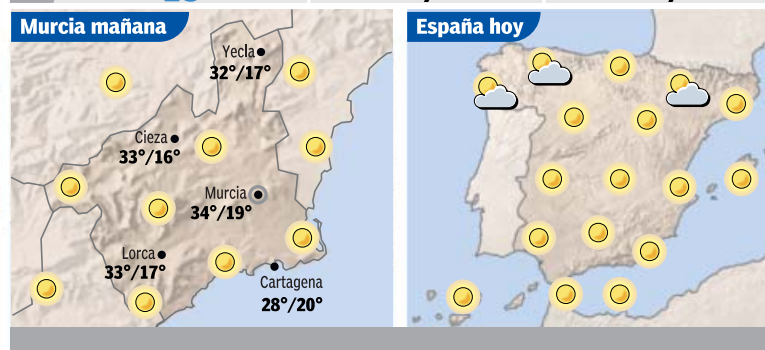 Murcia mañana
Yecla
32°/17°
Cieza
33°/16°
Murcia
34°/19°
Lorca
33°/17°
Cartagena
28°/20°
España hoy